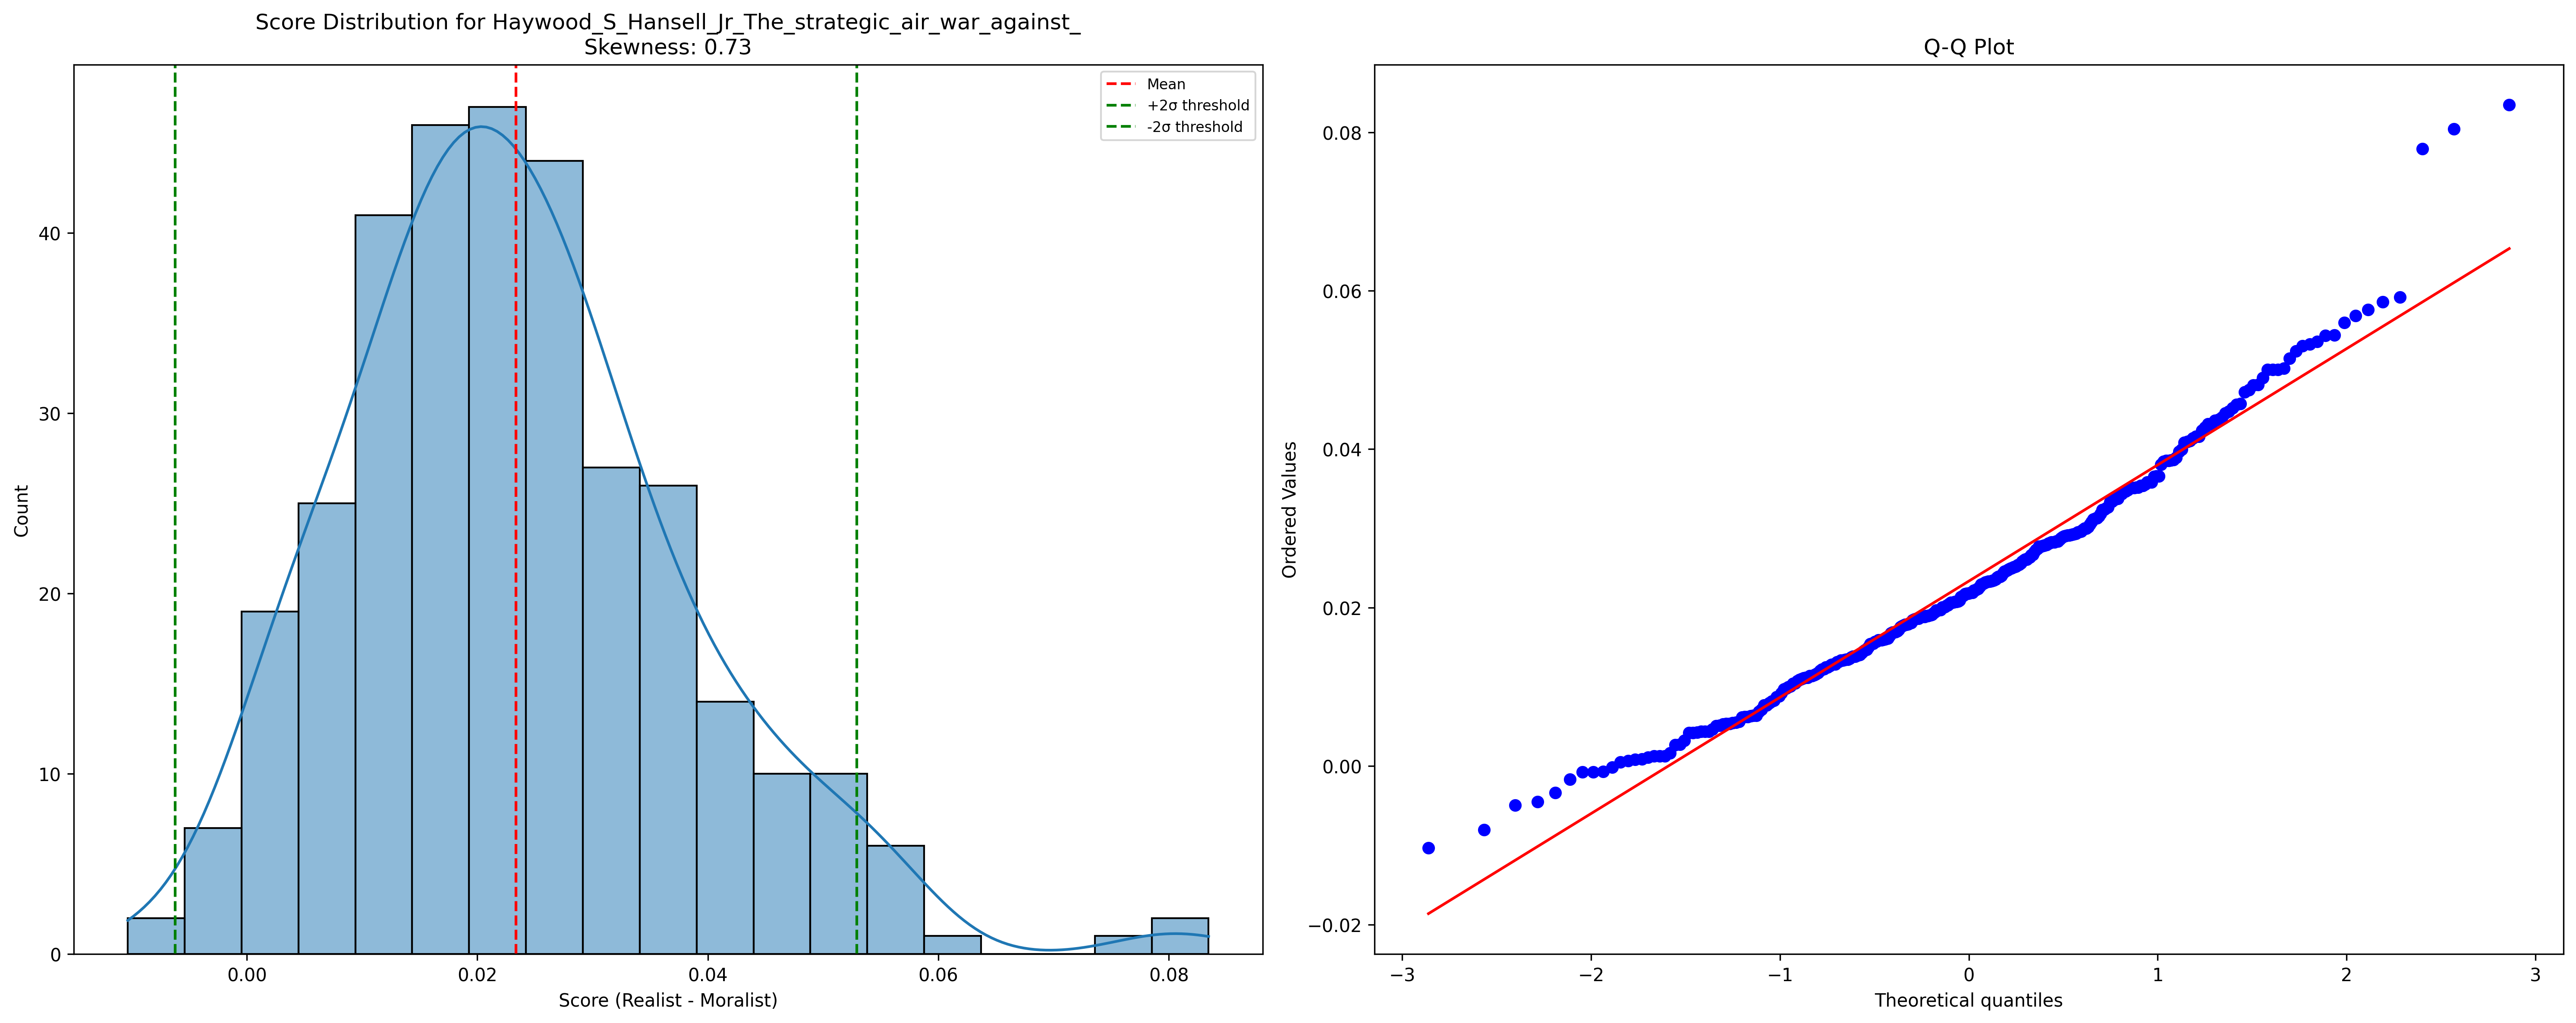 Score Distribution for Haywood_S_Hansell_Jr_The_strategic_air_war_against_
Skewness: 0.73
Mean
+2σ threshold
-2σ threshold
Count
40
30
20
10
0
0.00 0.02 0.04 0.06 0.08
Score (Realist - Moralist)
Q-Q Plot
Ordered Values
0.08
0.06
0.04
0.02
0.00
−0.02
−3 −2 −1 0 1 2 3
Theoretical quantiles